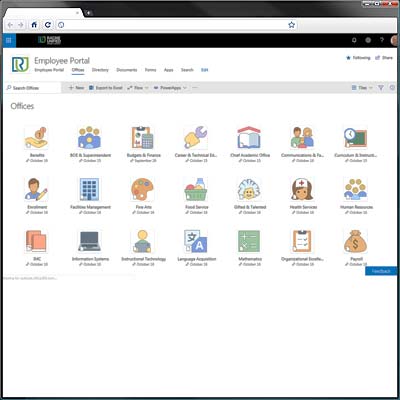 RACINE
UNIFIED
Employee Portal
Following Share
Employee Portal Offices Directory Documents Forms Apps Search Edit
Search Offices + New Export to Excel Flow PowerApps ... Tiles
Offices
Benefits BOE & Superintendent Budgets & Finance Career & Technical Ed... Chief Academic Office Communications & Fa... Curriculum & Instruc...
October 16 October 15 September 26 October 15 October 16 October 16 October 15
Enrollment Facilities Management Fine Arts Food Service Gifted & Talented Health Services Human Resources
October 16 October 16 October 16 October 16 October 16 October 16 October 16
IMC Information Systems Instructional Technology Language Acquisition Mathematics Organizational Excelle... Payroll
October 16 October 16 October 16 October 16 October 16 October 16 October 16
Feedback